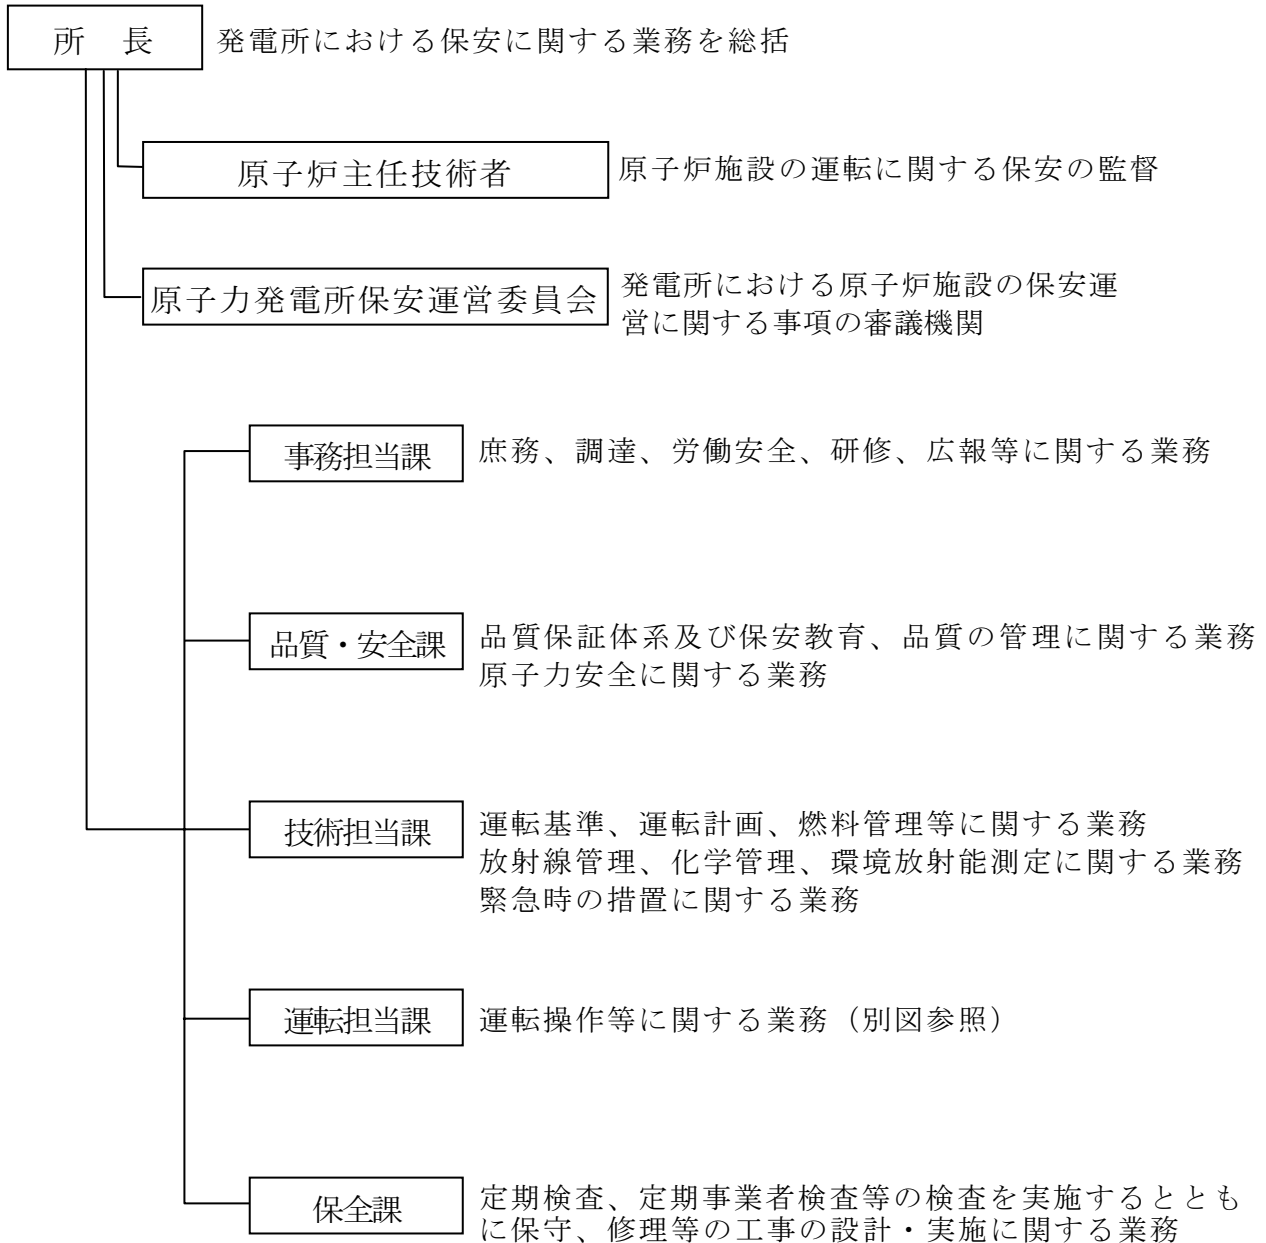 所　長
発電所における保安に関する業務を総括
原子炉主任技術者
原子炉施設の運転に関する保安の監督
原子力発電所保安運営委員会
発電所における原子炉施設の保安運
営に関する事項の審議機関
事務担当課
庶務、調達、労働安全、研修、広報等に関する業務
品質・安全課
品質保証体系及び保安教育、品質の管理に関する業務
原子力安全に関する業務
技術担当課
運転基準、運転計画、燃料管理等に関する業務
放射線管理、化学管理、環境放射能測定に関する業務
緊急時の措置に関する業務
運転担当課
運転操作等に関する業務（別図参照）
保全課
定期検査、定期事業者検査等の検査を実施するととも
に保守、修理等の工事の設計・実施に関する業務